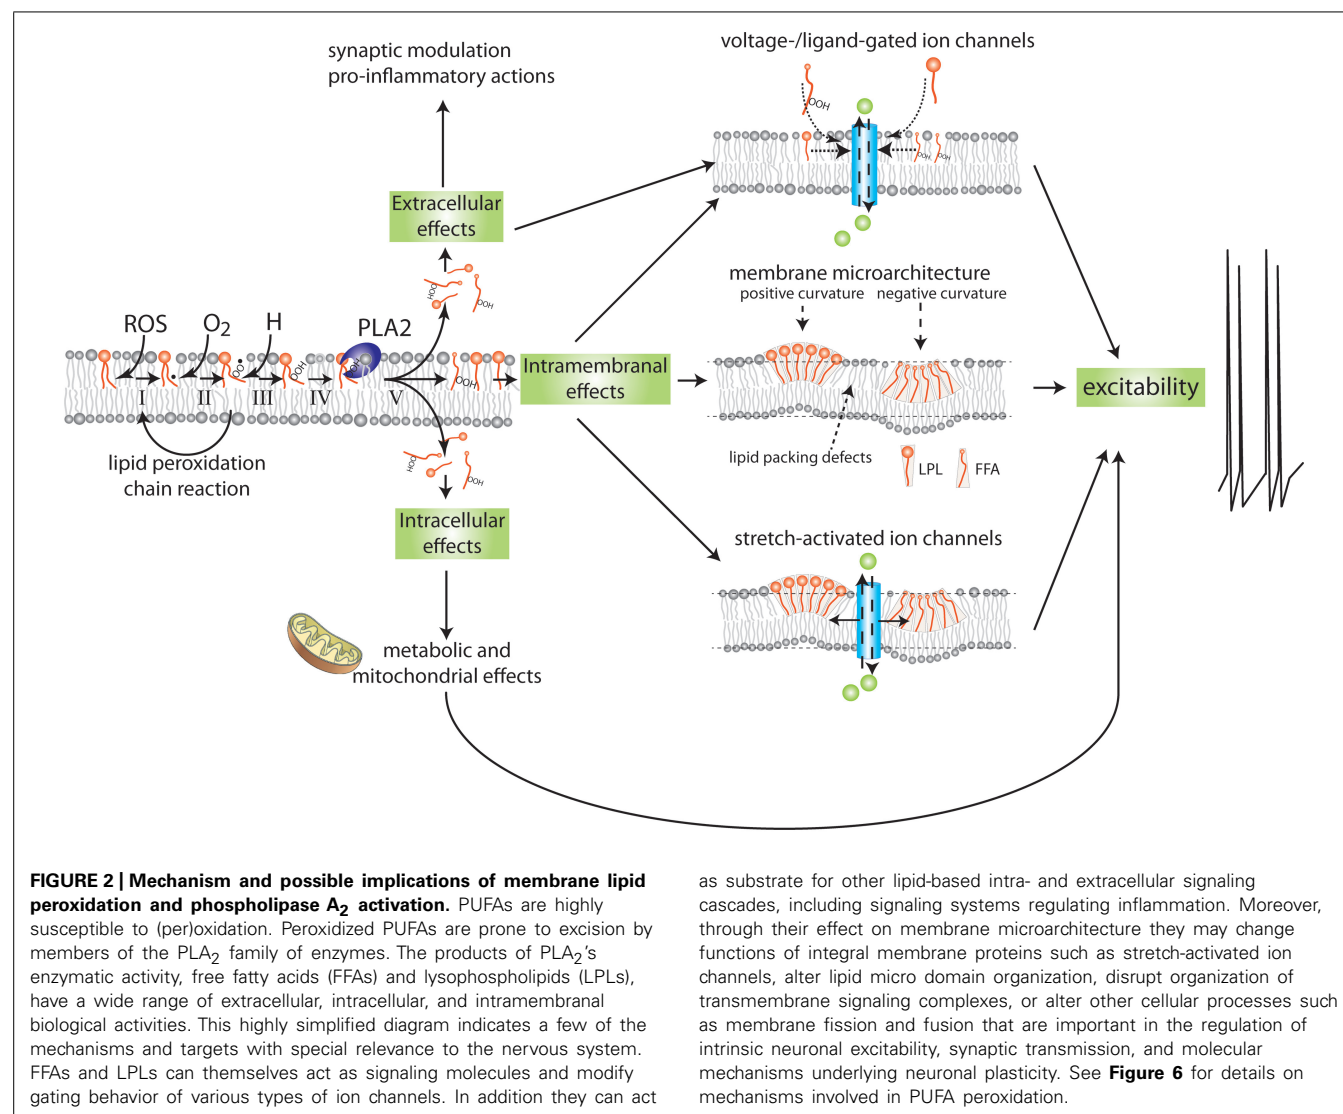 synaptic modulation
pro-inflammatory actions
voltage-/ligand-gated ion channels
OOH
OOH
OOH
Extracellular
effects
HOO
OOH
membrane microarchitecture
positive curvature negative curvature
ROS O2 H PLA2
OO•
OOH
OOH
OOH
I II III IV V
Intramembranal
effects
excitability
lipid peroxidation
chain reaction
HOO
OOH
lipid packing defects
LPL FFA
Intracellular
effects
stretch-activated ion channels
metabolic and
mitochondrial effects
FIGURE 2 | Mechanism and possible implications of membrane lipid
peroxidation and phospholipase A2 activation. PUFAs are highly
susceptible to (per)oxidation. Peroxidized PUFAs are prone to excision by
members of the PLA2 family of enzymes. The products of PLA2's
enzymatic activity, free fatty acids (FFAs) and lysophospholipids (LPLs),
have a wide range of extracellular, intracellular, and intramembranal
biological activities. This highly simplified diagram indicates a few of the
mechanisms and targets with special relevance to the nervous system.
FFAs and LPLs can themselves act as signaling molecules and modify
gating behavior of various types of ion channels. In addition they can act
as substrate for other lipid-based intra- and extracellular signaling
cascades, including signaling systems regulating inflammation. Moreover,
through their effect on membrane microarchitecture they may change
functions of integral membrane proteins such as stretch-activated ion
channels, alter lipid micro domain organization, disrupt organization of
transmembrane signaling complexes, or alter other cellular processes such
as membrane fission and fusion that are important in the regulation of
intrinsic neuronal excitability, synaptic transmission, and molecular
mechanisms underlying neuronal plasticity. See Figure 6 for details on
mechanisms involved in PUFA peroxidation.